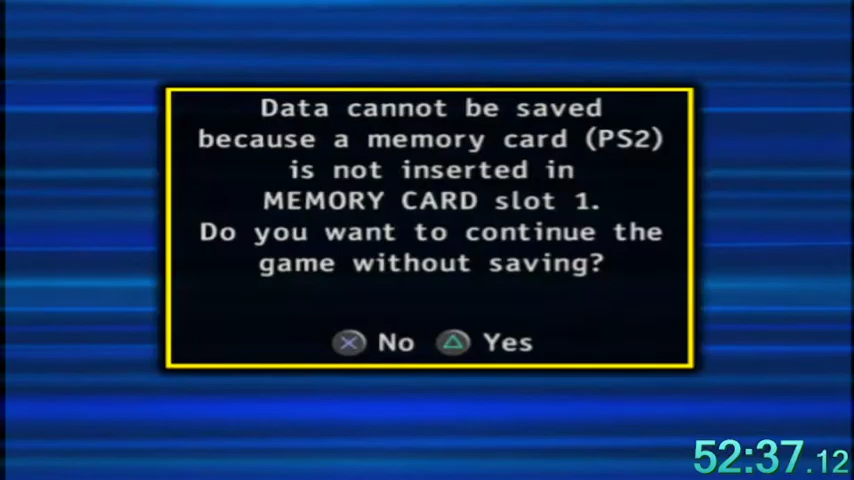 Data cannot be saved
because a memory card (PS2)
is not inserted in
MEMORY CARD slot 1.
Do you want to continue the
game without saving?
No Yes
52:37.12